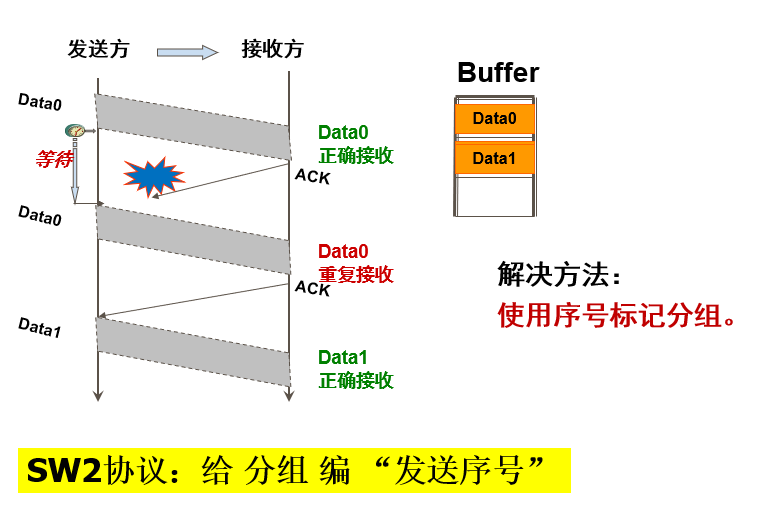 发送方
接收方
Buffer
Data0
Data0
Data1
等待
Data0
正确接收
ACK
Data0
Data0
重复接收
ACK
解决方法：
使用序号标记分组。
Data1
Data1
正确接收
SW2协议：给 分组 编 “发送序号”